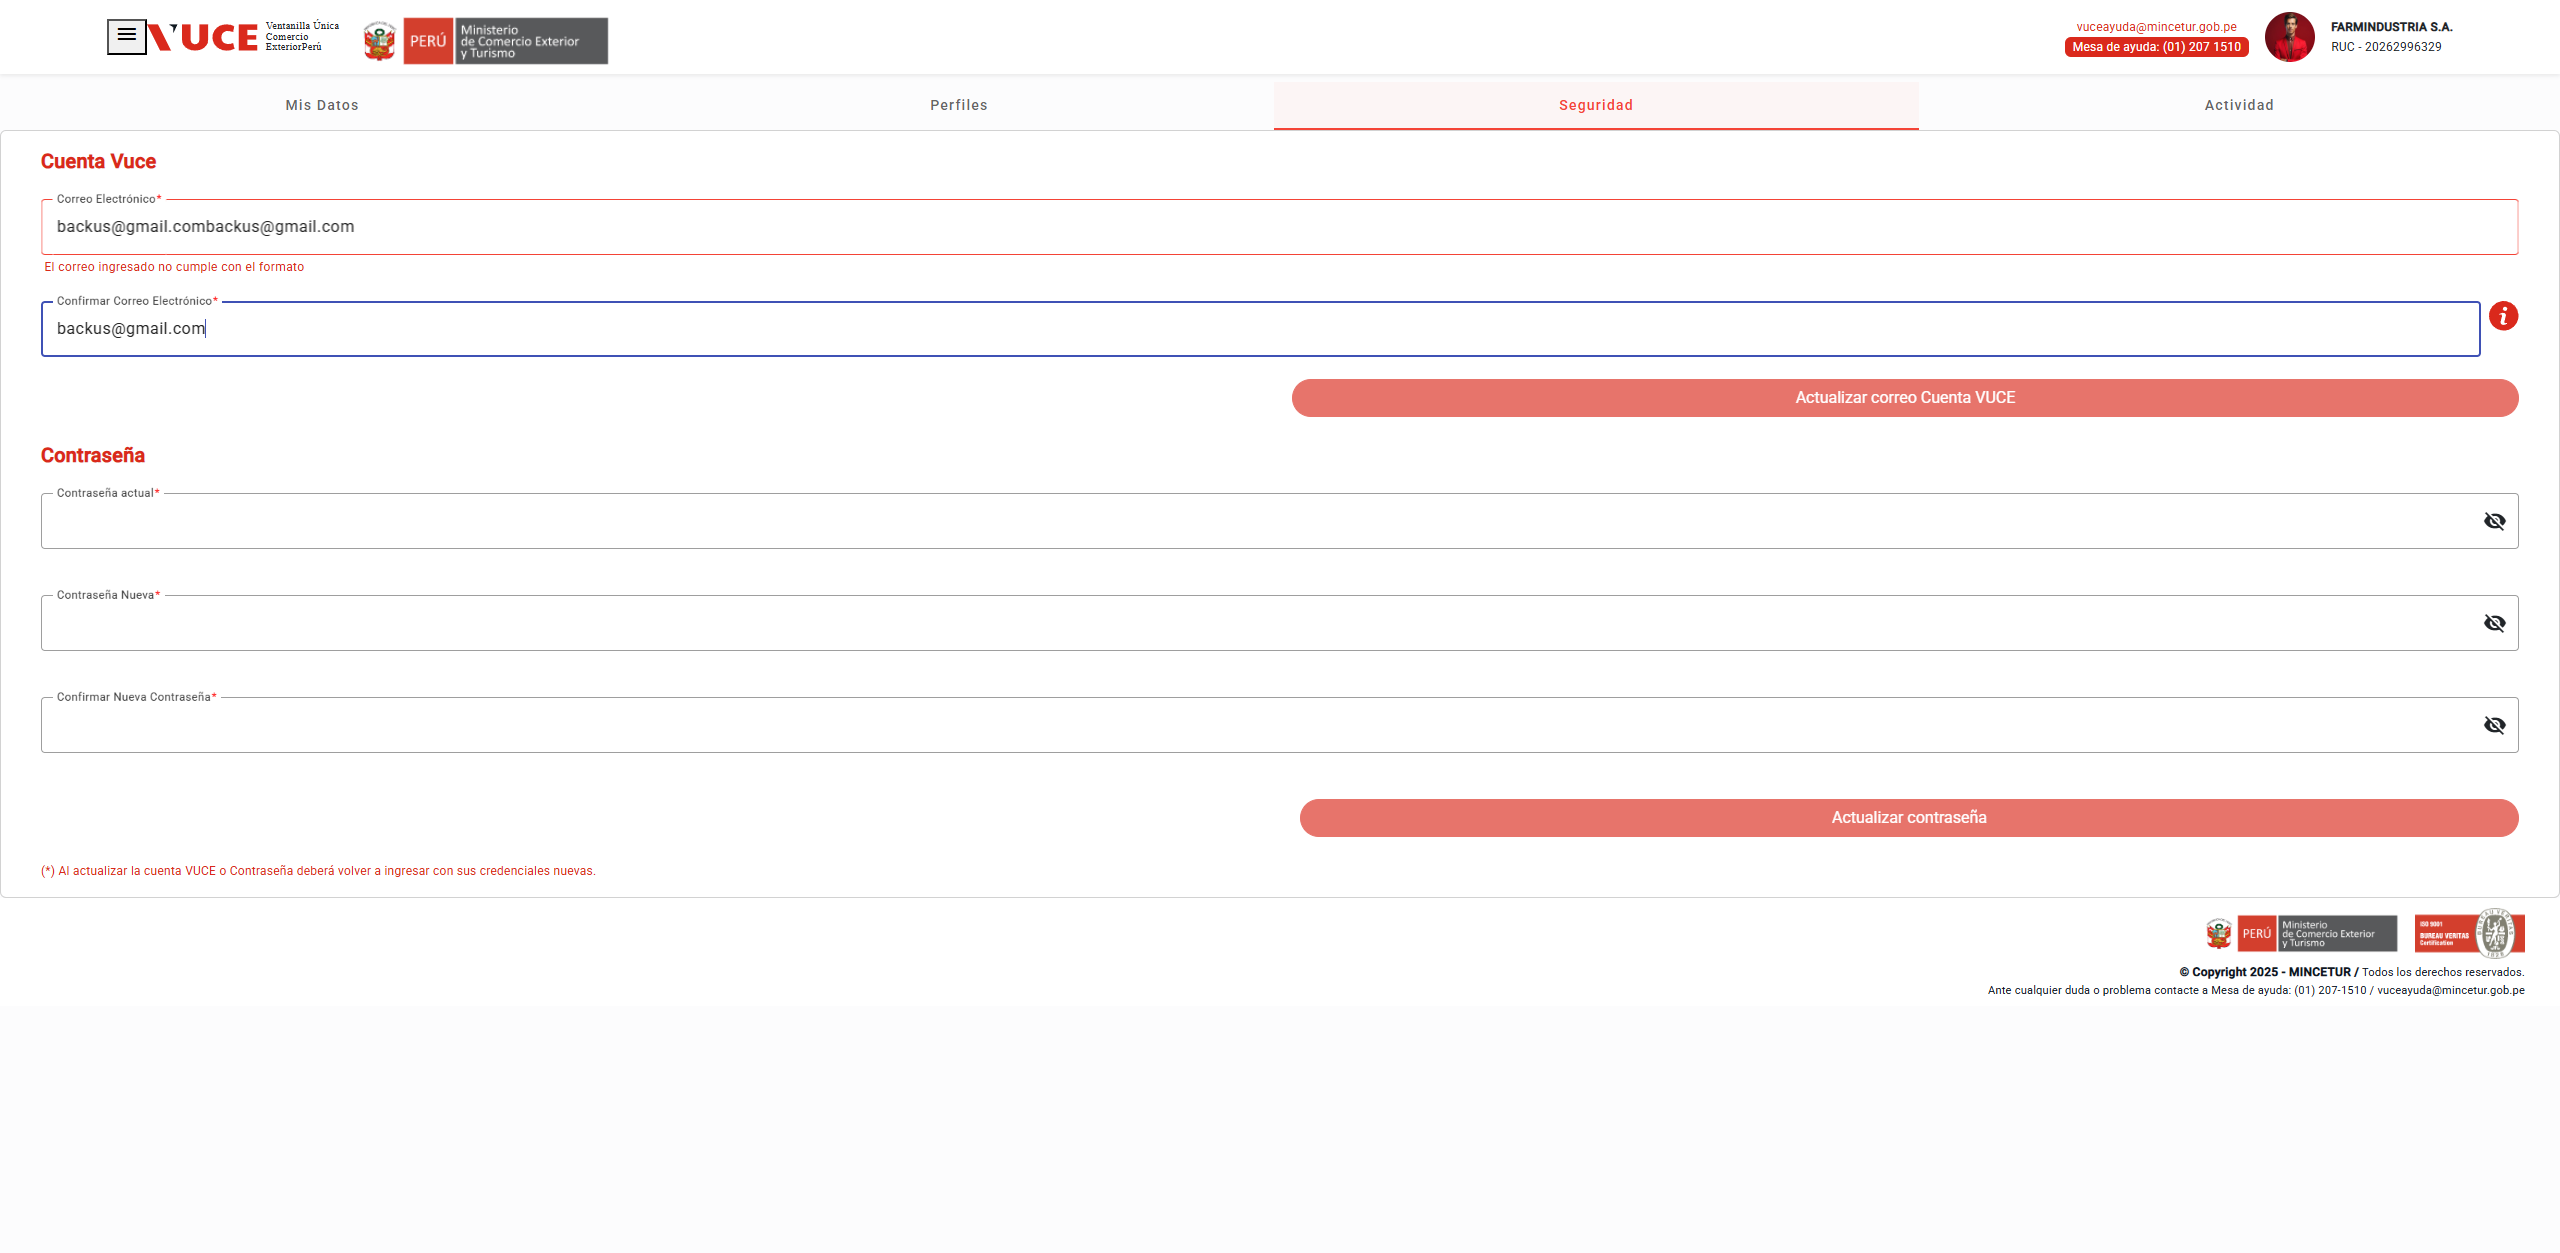 VUCE
Ventanilla Única
Comercio
ExteriorPerú
PERÚ
Ministerio
de Comercio Exterior
y Turismo
vuceayuda@mincetur.gob.pe
Mesa de ayuda: (01) 207 1510
FARMINDUSTRIA S.A.
RUC - 20262996329
Mis Datos
Perfiles
Seguridad
Actividad
Cuenta Vuce
Correo Electrónico*
backus@gmail.combackus@gmail.com
El correo ingresado no cumple con el formato
Confirmar Correo Electrónico*
backus@gmail.com
Actualizar correo Cuenta VUCE
Contraseña
Contraseña actual*
Contraseña Nueva*
Confirmar Nueva Contraseña*
Actualizar contraseña
(*) Al actualizar la cuenta VUCE o Contraseña deberá volver a ingresar con sus credenciales nuevas.
PERÚ
Ministerio
de Comercio Exterior
y Turismo
ISO 9001
BUREAU VERITAS
Certification
© Copyright 2025 - MINCETUR / Todos los derechos reservados.
Ante cualquier duda o problema contacte a Mesa de ayuda: (01) 207-1510 / vuceayuda@mincetur.gob.pe